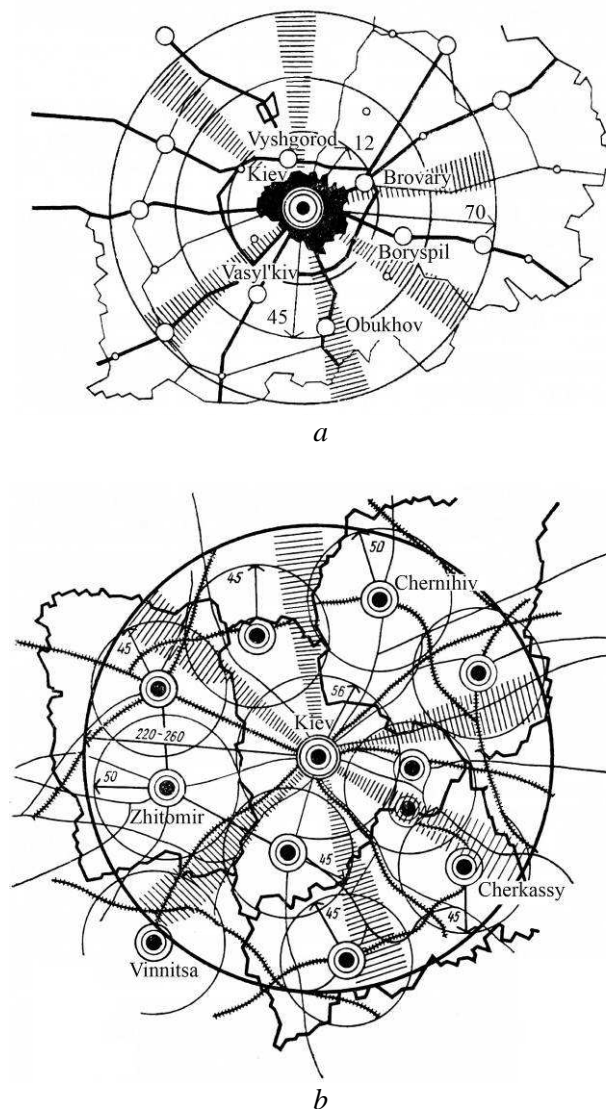 Vyshgorod
12
Kiev
Brovary
70
Boryspil
Vasyl'kiv
45
Obukhov
a
50
45
Chernihiv
45
56
Kiev
220-260
50
Zhitomir
45
Cherkassy
45
45
Vinnitsa
b